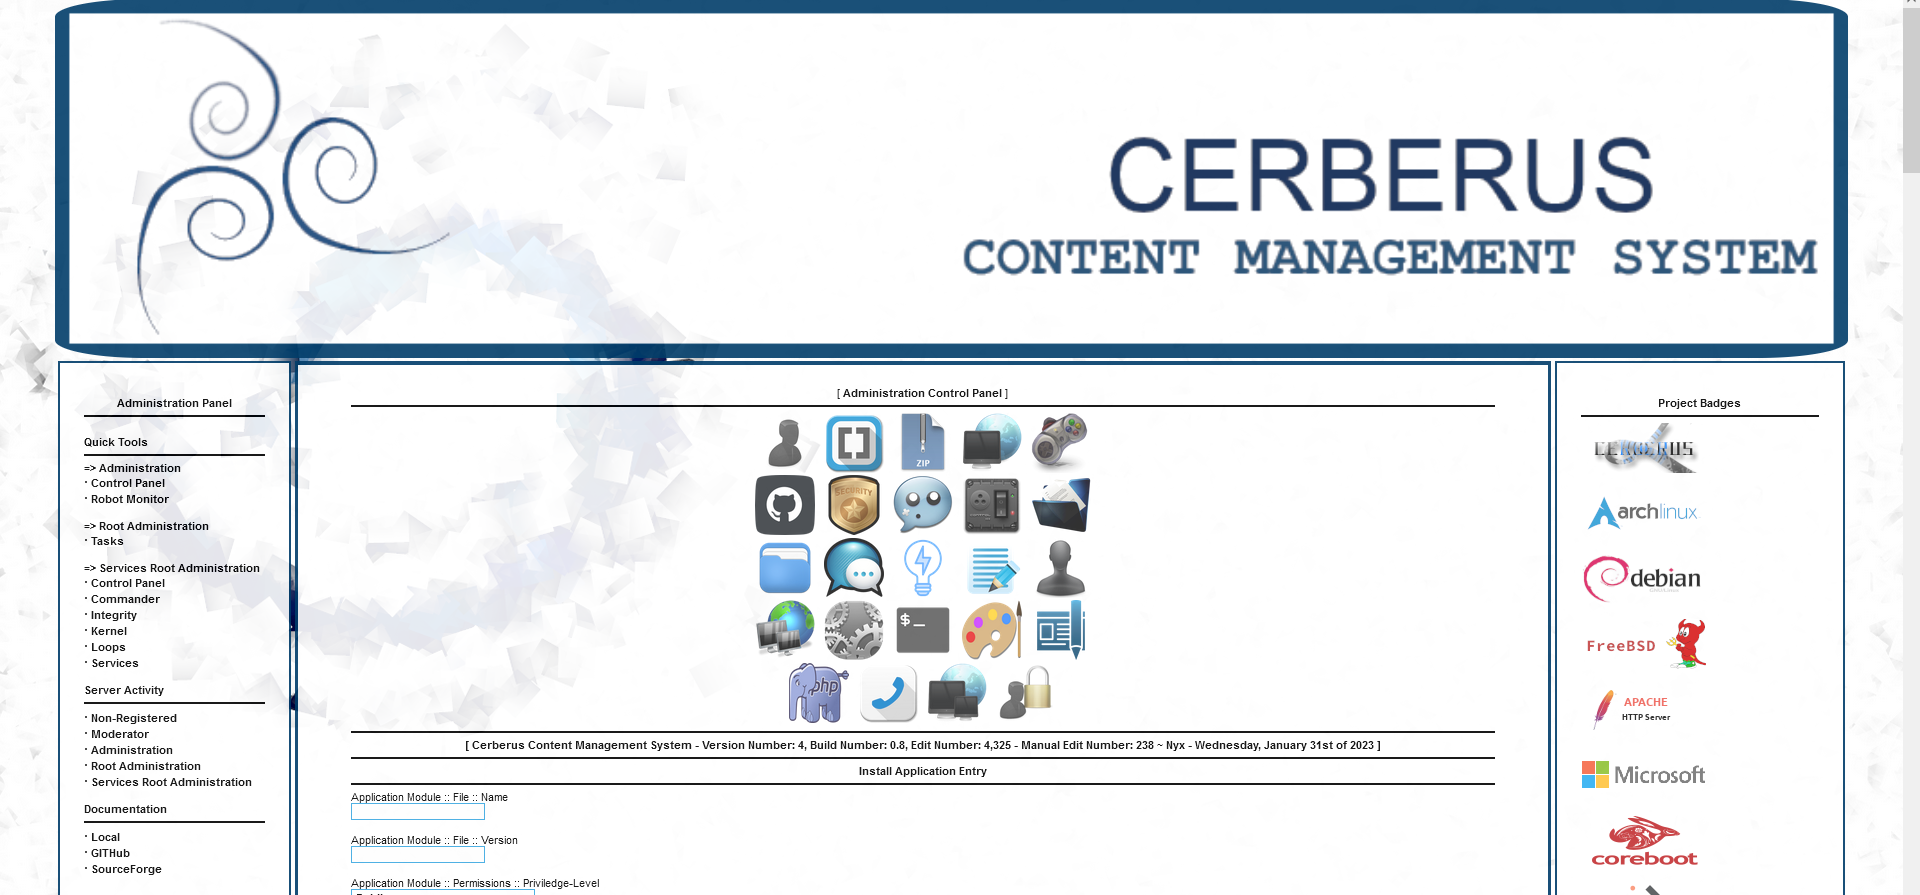 CERBERUS
CONTENT MANAGEMENT SYSTEM
Administration Panel
Quick Tools
=> Administration
· Control Panel
· Robot Monitor
=> Root Administration
· Tasks
=> Services Root Administration
· Control Panel
· Commander
· Integrity
· Kernel
· Loops
· Services
Server Activity
· Non-Registered
· Moderator
· Administration
· Root Administration
· Services Root Administration
Documentation
· Local
· GITHub
· SourceForge
[ Administration Control Panel ]
ZIP
SECURITY
$_
php
[ Cerberus Content Management System - Version Number: 4, Build Number: 0.8, Edit Number: 4,325 - Manual Edit Number: 238 ~ Nyx - Wednesday, January 31st of 2023 ]
Install Application Entry
Application Module :: File :: Name
Application Module :: File :: Version
Application Module :: Permissions :: Priviledge-Level
Project Badges
CERBERUS
archlinux
debian
FreeBSD
APACHE
HTTP Server
Microsoft
coreboot